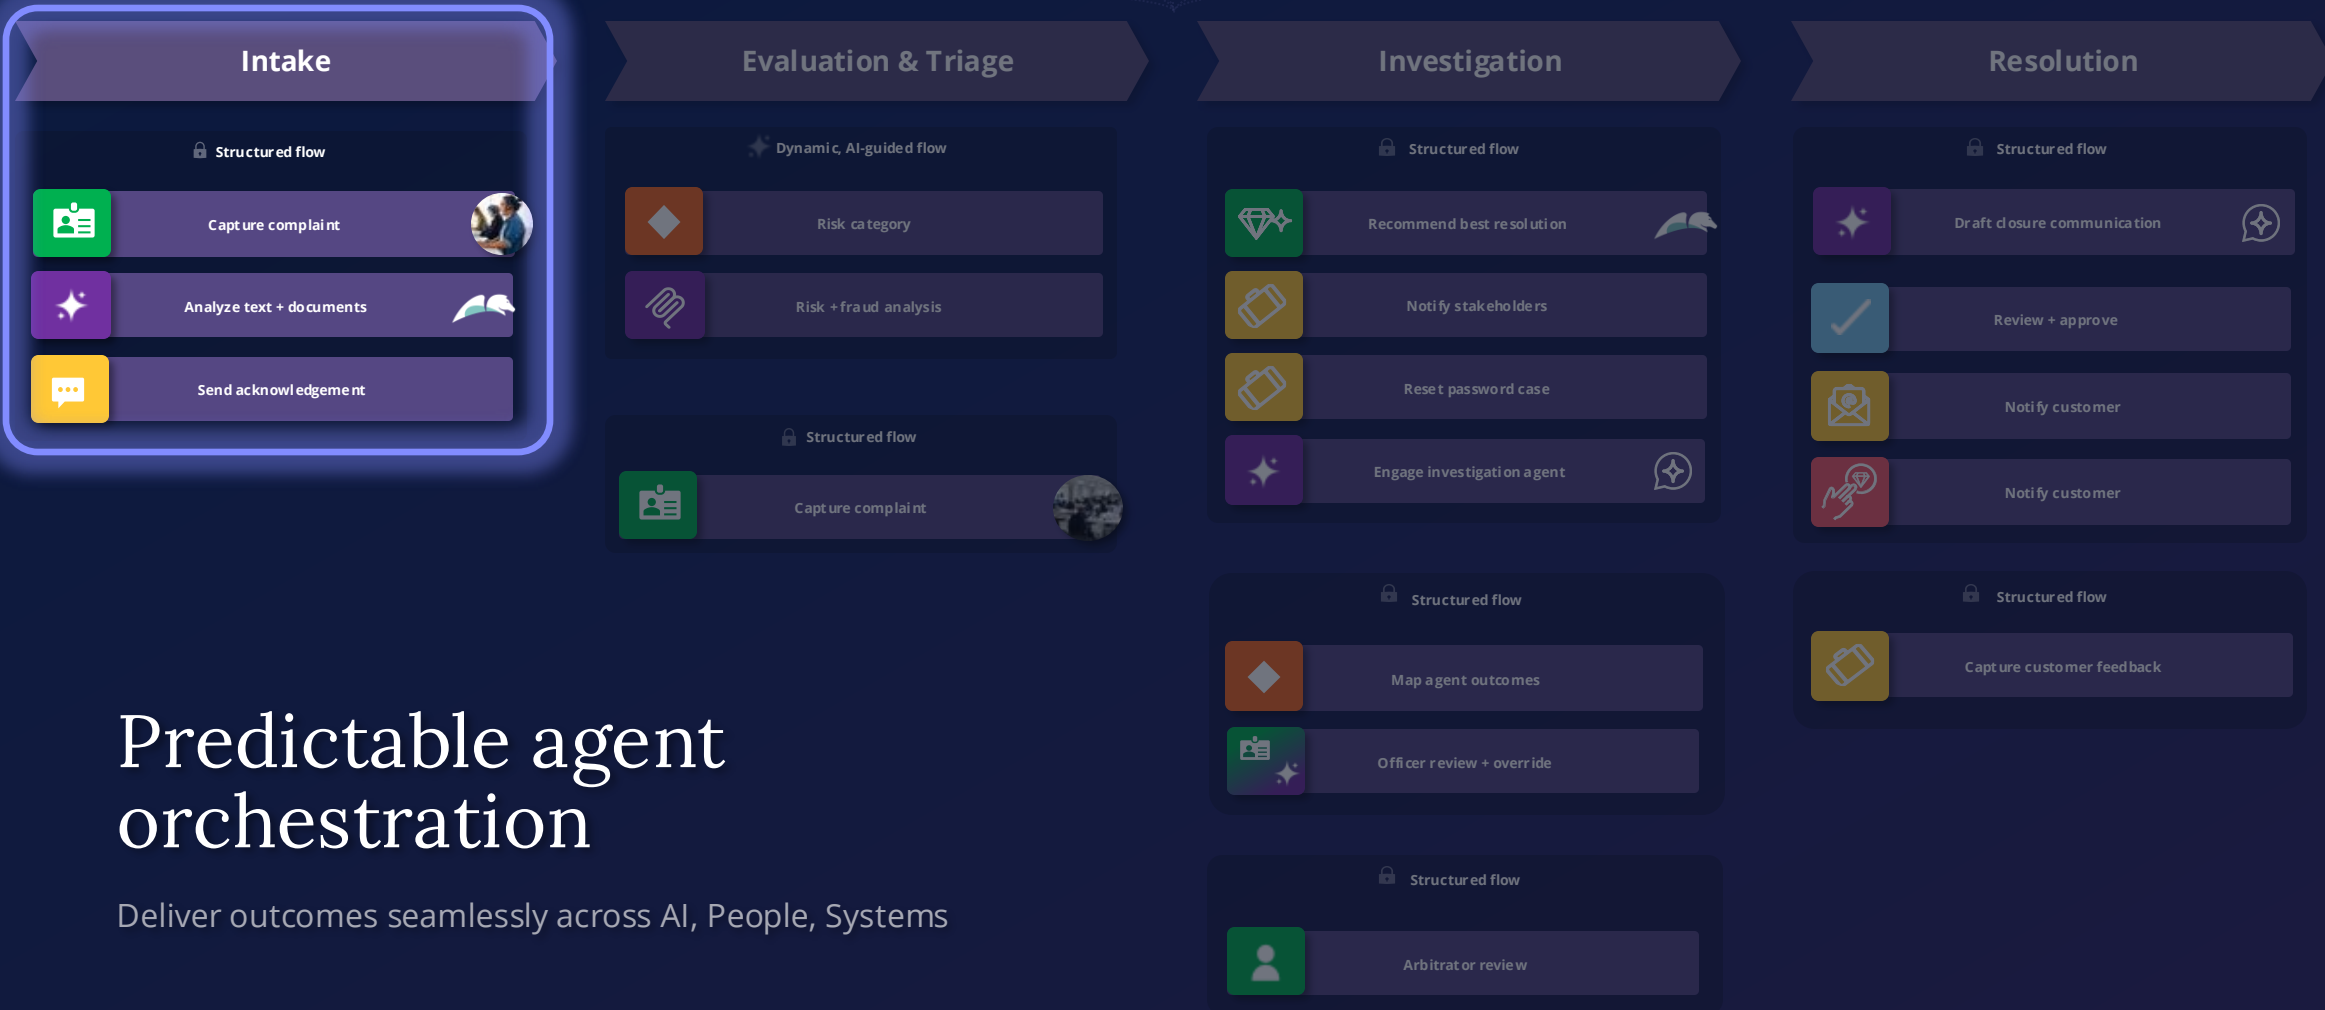 Intake
Structured flow
Capture complaint
Analyze text + documents
Send acknowledgement
Evaluation & Triage
Dynamic, AI-guided flow
Risk category
Risk + fraud analysis
Structured flow
Capture complaint
Investigation
Structured flow
Recommend best resolution
Notify stakeholders
Reset password case
Engage investigation agent
Structured flow
Map agent outcomes
Officer review + override
Structured flow
Arbitrator review
Resolution
Structured flow
Draft closure communication
Review + approve
Notify customer
Notify customer
Structured flow
Capture customer feedback
Predictable agent
orchestration
Deliver outcomes seamlessly across AI, People, Systems